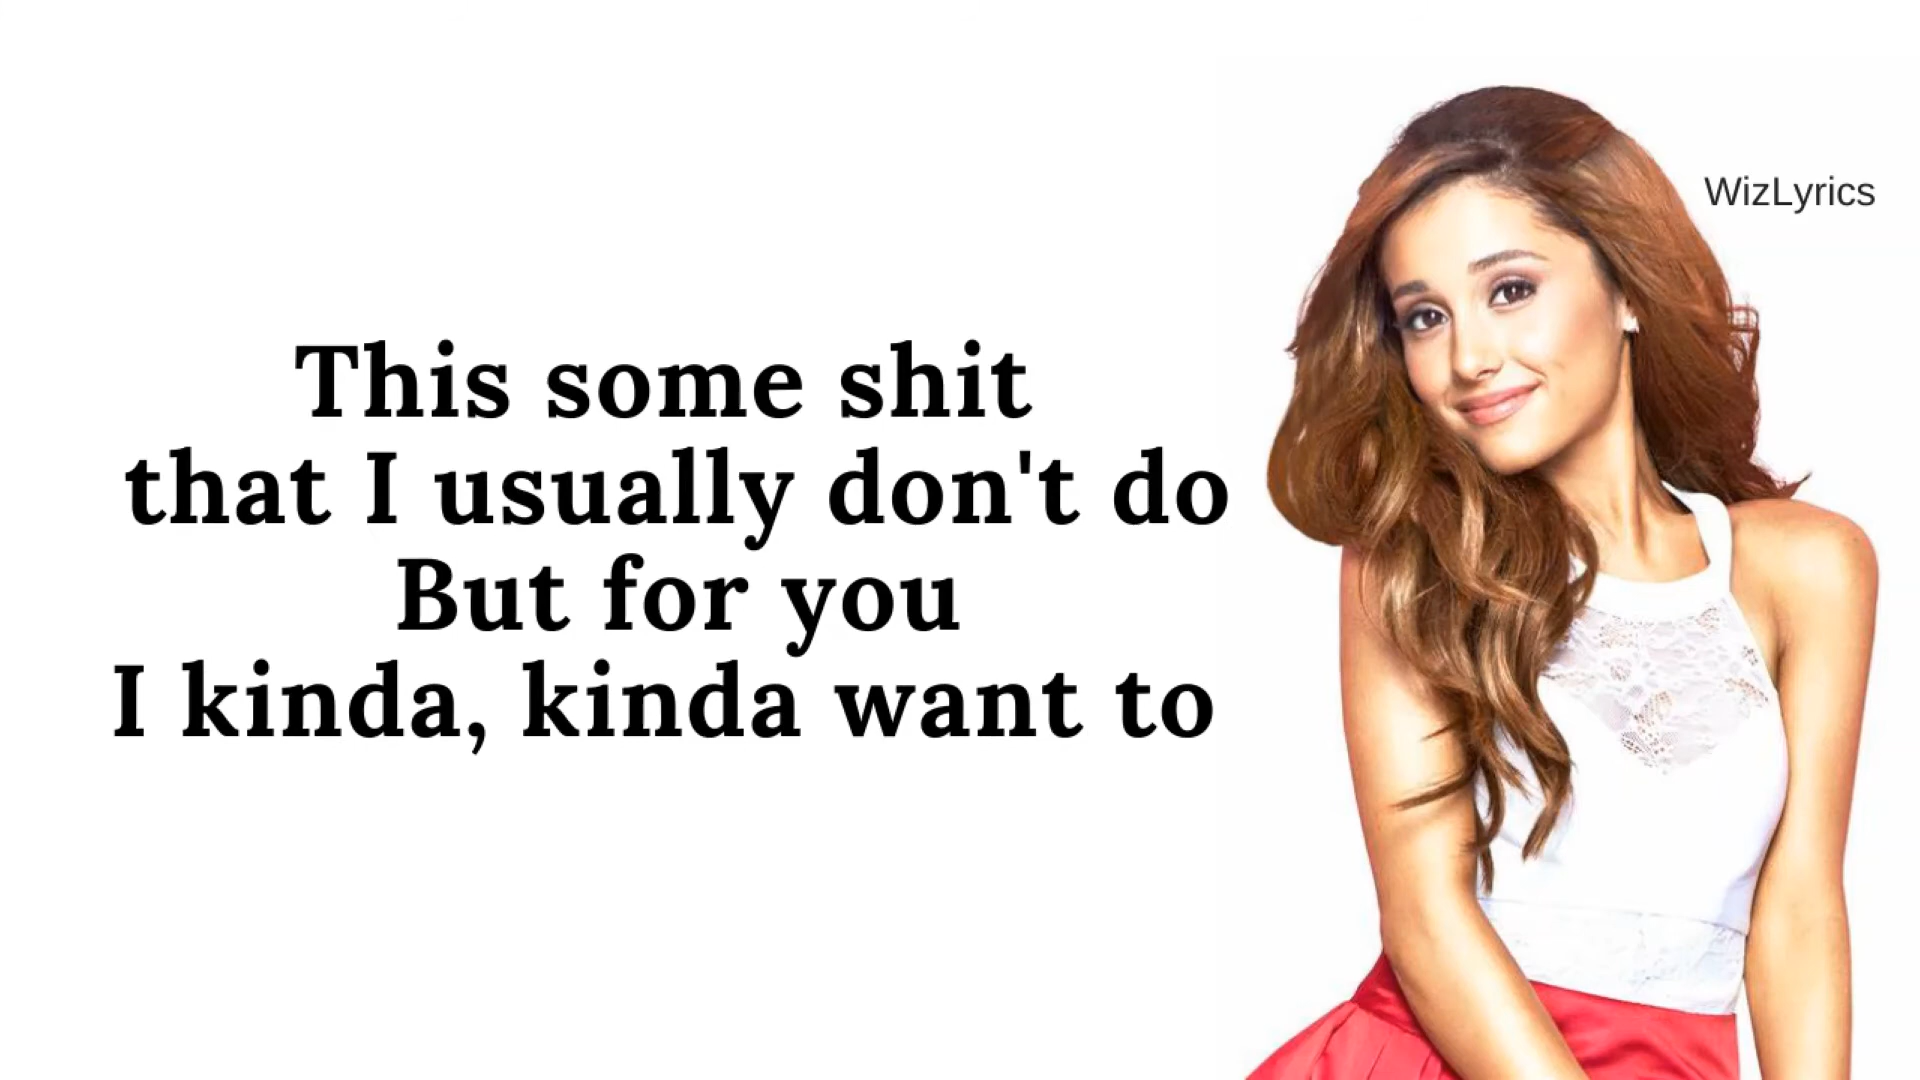 WizLyrics
This some shit
that I usually don't do
But for you
I kinda, kinda want to